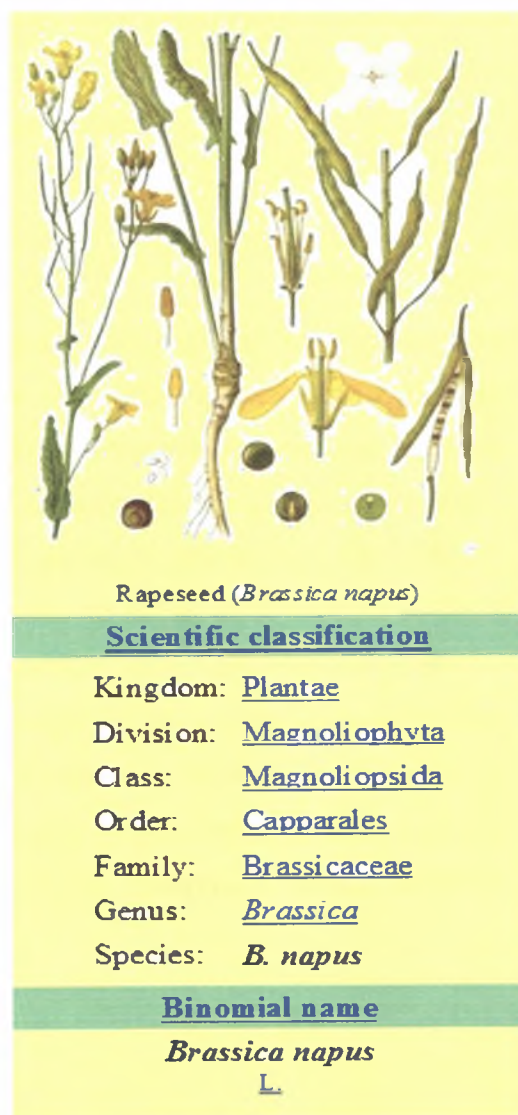 Rapeseed (Brassica napus)
Scientific classification
Kingdom: Plantae
Division: Magnoliophyta
Class: Magnoliopsida
Order: Capparales
Family: Brassicaceae
Genus: Brassica
Species: B. napus
Binomial name
Brassica napus
L.